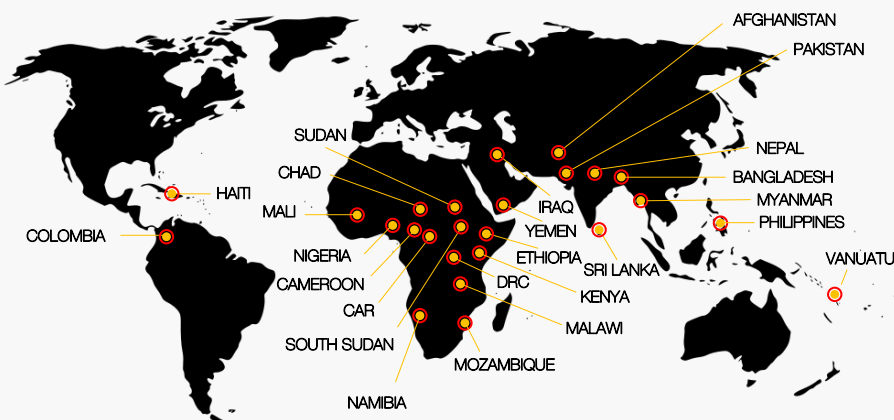 AFGHANISTAN
PAKISTAN
SUDAN
NEPAL
CHAD
BANGLADESH
HAITI
IRAQ
MYANMAR
MALI
YEMEN
PHILIPPINES
COLOMBIA
NIGERIA
ETHIOPIA
SRI LANKA
VANUATU
CAMEROON
DRC
KENYA
CAR
MALAWI
SOUTH SUDAN
MOZAMBIQUE
NAMIBIA